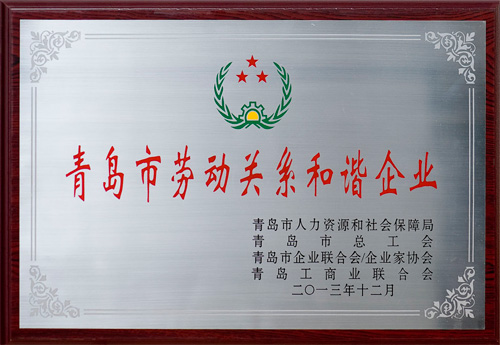 青岛市劳动关系和谐企业
青岛市人力资源和社会保障局
青岛市总工会
青岛市企业联合会/企业家协会
青岛工商业联合会
二〇一三年十二月